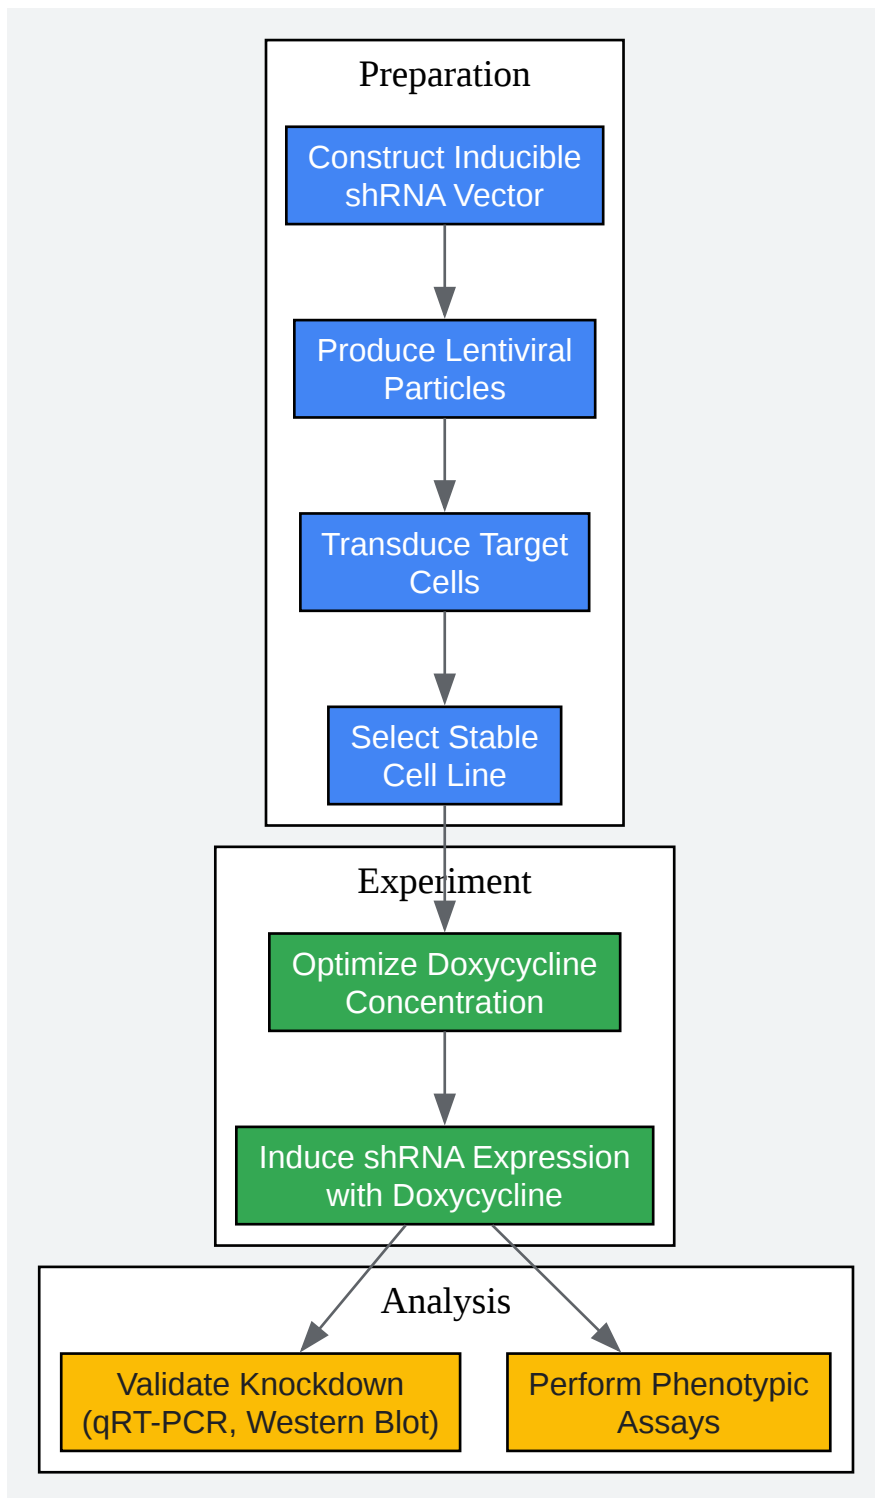 Preparation
Construct Inducible
shRNA Vector
Produce Lentiviral
Particles
Transduce Target
Cells
Select Stable
Cell Line
Experiment
Optimize Doxycycline
Concentration
Induce shRNA Expression
with Doxycycline
Analysis
Validate Knockdown
(qRT-PCR, Western Blot)
Perform Phenotypic
Assays